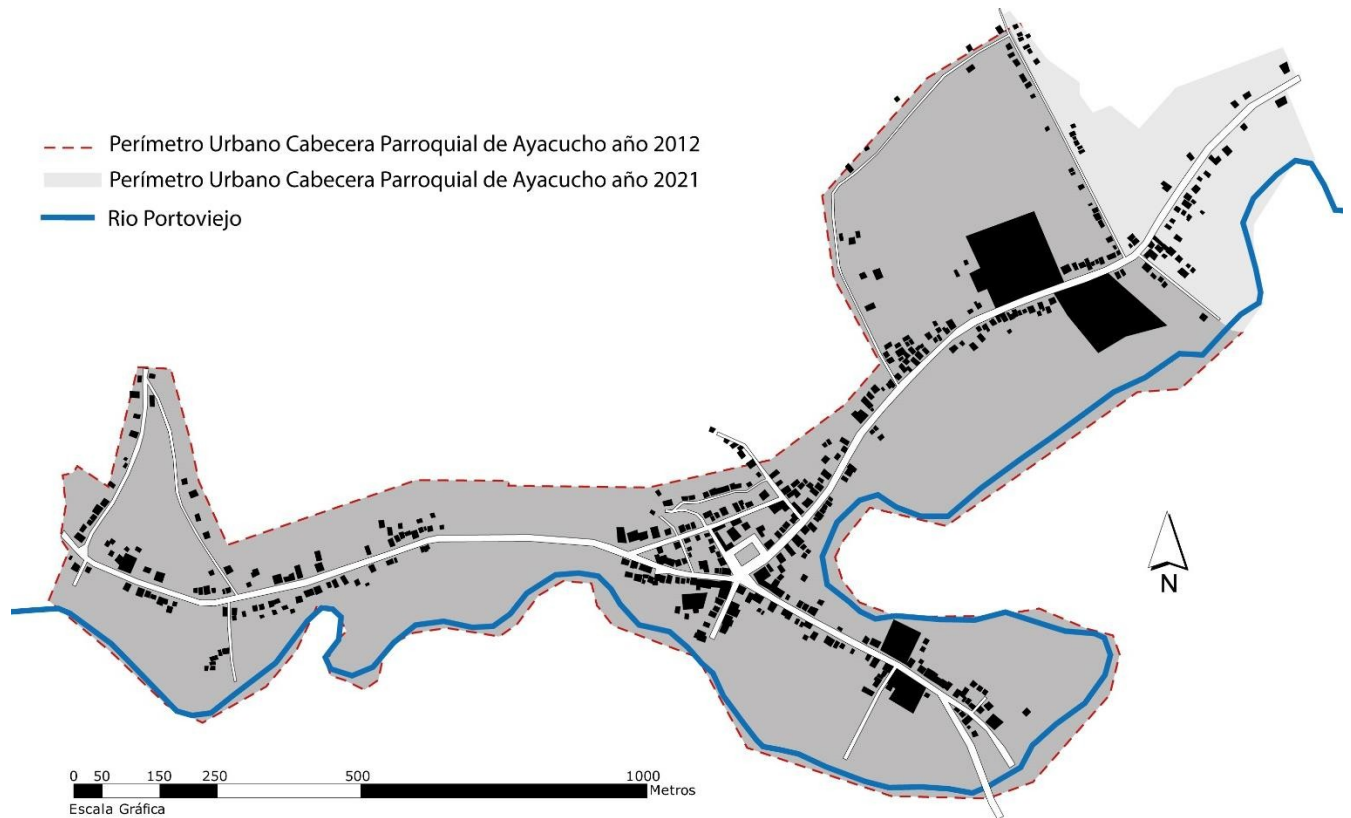 Perímetro Urbano Cabecera Parroquial de Ayacucho año 2012
Perímetro Urbano Cabecera Parroquial de Ayacucho año 2021
Rio Portoviejo
N
0 50 150 250 500 1000
Metros
Escala Gráfica